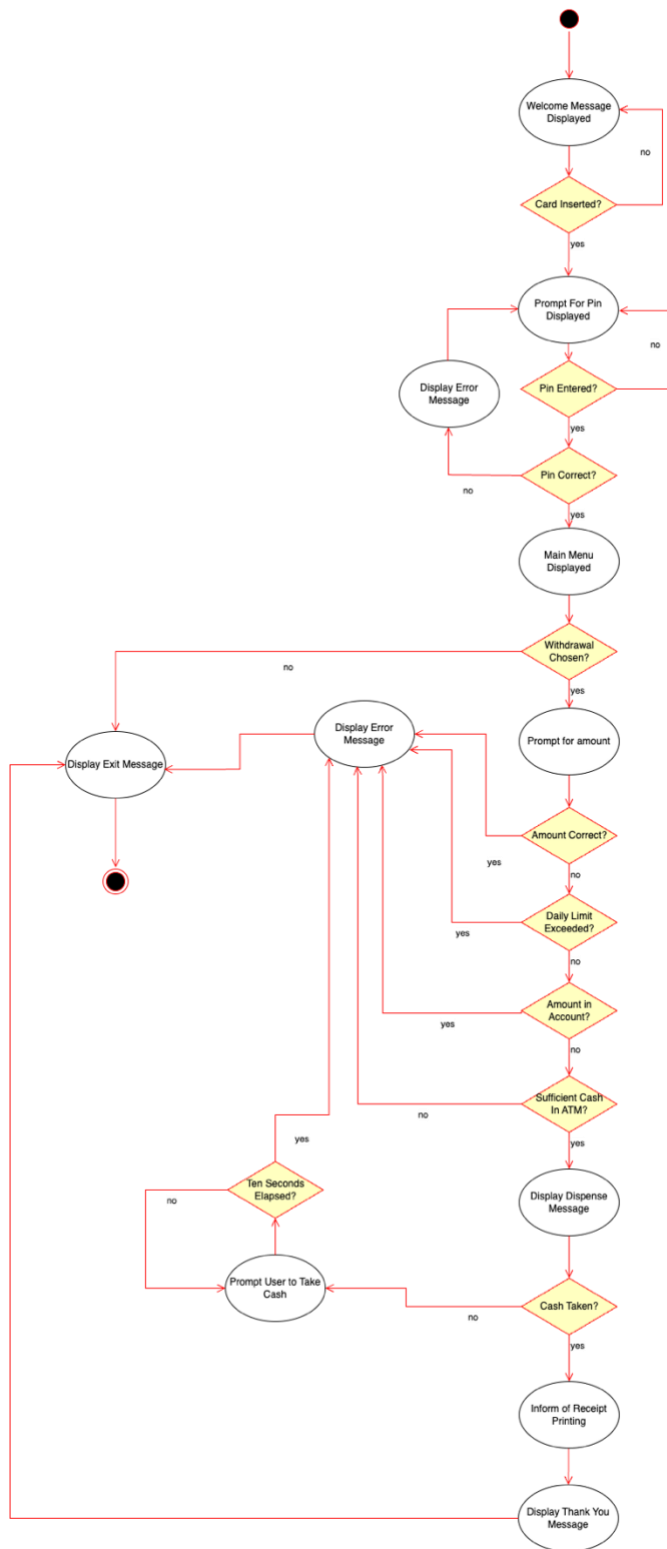 Welcome Message
Displayed
no
Card Inserted?
yes
Prompt For Pin
Displayed
no
Display Error
Message
Pin Entered?
yes
Pin Correct?
no
yes
Main Menu
Displayed
Withdrawal
Chosen?
no
yes
Display Error
Message
Prompt for amount
Display Exit Message
Amount Correct?
yes
no
Daily Limit
Exceeded?
yes
no
Amount in
Account?
yes
no
Sufficient Cash
In ATM?
no
yes
Ten Seconds
Elapsed?
yes
no
Display Dispense
Message
Prompt User to Take
Cash
Cash Taken?
no
yes
Inform of Receipt
Printing
Display Thank You
Message